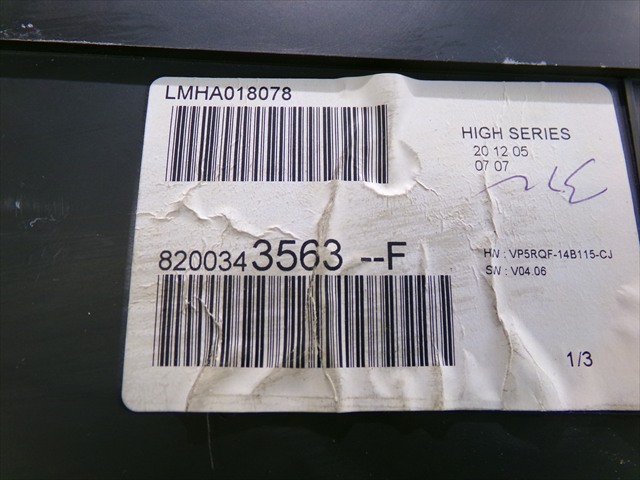 LMHA018078
HIGH SERIES
20 12 05
07 07
8200343563 --F
HW : VP5RQF-14B115-CJ
SW : V04.06
1/3